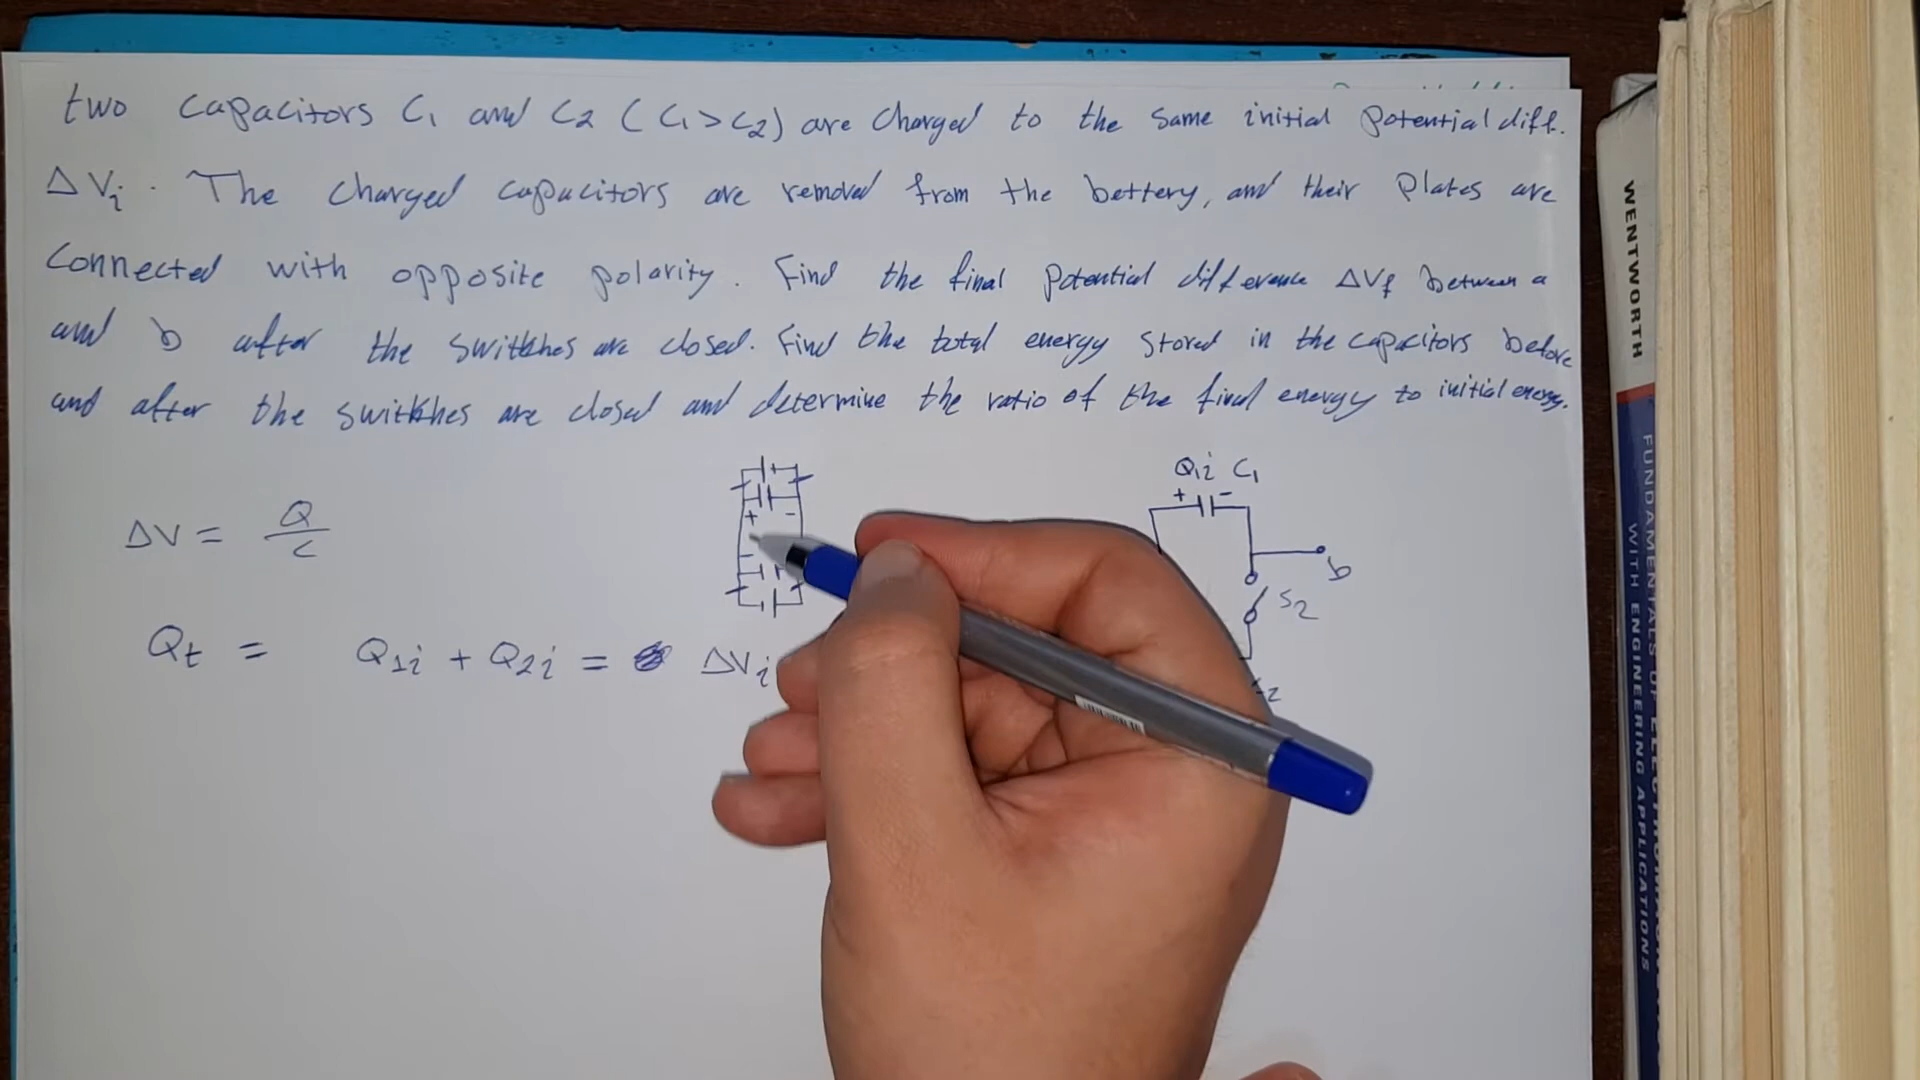 two capacitors C1 and C2 (C1>C2) are charged to the same initial potential diff.
ΔVi. The charged capacitors are removed from the bettery, and their Plates are
Connected with opposite polarity. Find the final potential difference ΔVf between a
and b after the switbhes are closed. Find the total energy stored in the capacitors before
and after the switbhes are closed and determine the ratio of the final energy to initial energy.
ΔV = Q/C
Q1i C1
+ -
+ -
-
b
S2
Qt = Q1i + Q2i = ΔVi
WENTWORTH
FUNDAMENTALS OF
WITH ENGINEERING APPLICATIONS